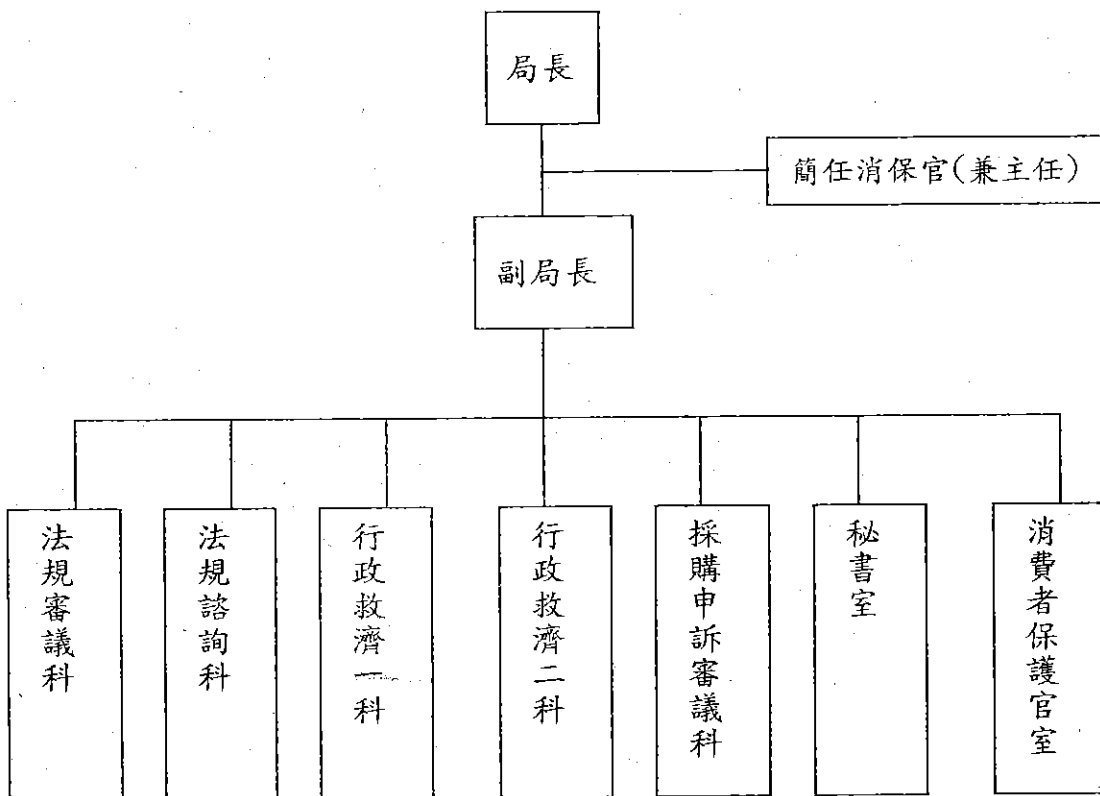 局長
簡任消保官(兼主任)
副局長
法規審議科
法規諮詢科
行政救濟一科
行政救濟二科
採購申訴審議科
秘書室
消費者保護官室